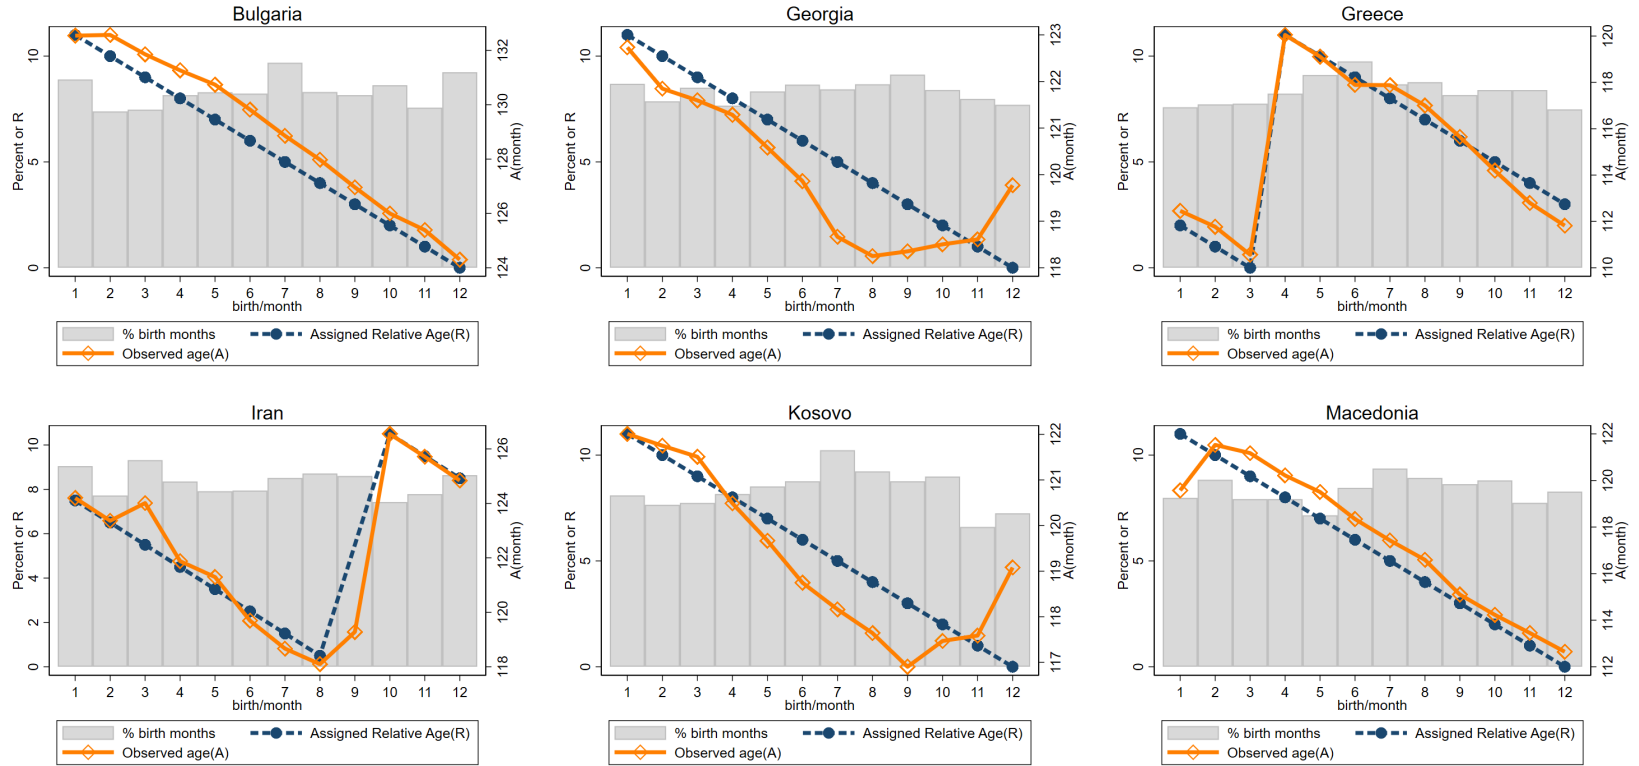 Bulgaria
Percent or R
0
5
10
124
126
128
130
132
A(month)
1 2 3 4 5 6 7 8 9 10 11 12
birth/month
% birth months
Assigned Relative Age(R)
Observed age(A)
Georgia
Percent or R
0
5
10
118
119
120
121
122
123
A(month)
1 2 3 4 5 6 7 8 9 10 11 12
birth/month
% birth months
Assigned Relative Age(R)
Observed age(A)
Greece
Percent or R
0
5
10
110
112
114
116
118
120
A(month)
1 2 3 4 5 6 7 8 9 10 11 12
birth/month
% birth months
Assigned Relative Age(R)
Observed age(A)
Iran
Percent or R
0
2
4
6
8
10
118
120
122
124
126
A(month)
1 2 3 4 5 6 7 8 9 10 11 12
birth/month
% birth months
Assigned Relative Age(R)
Observed age(A)
Kosovo
Percent or R
0
5
10
117
118
119
120
121
122
A(month)
1 2 3 4 5 6 7 8 9 10 11 12
birth/month
% birth months
Assigned Relative Age(R)
Observed age(A)
Macedonia
Percent or R
0
5
10
112
114
116
118
120
122
A(month)
1 2 3 4 5 6 7 8 9 10 11 12
birth/month
% birth months
Assigned Relative Age(R)
Observed age(A)